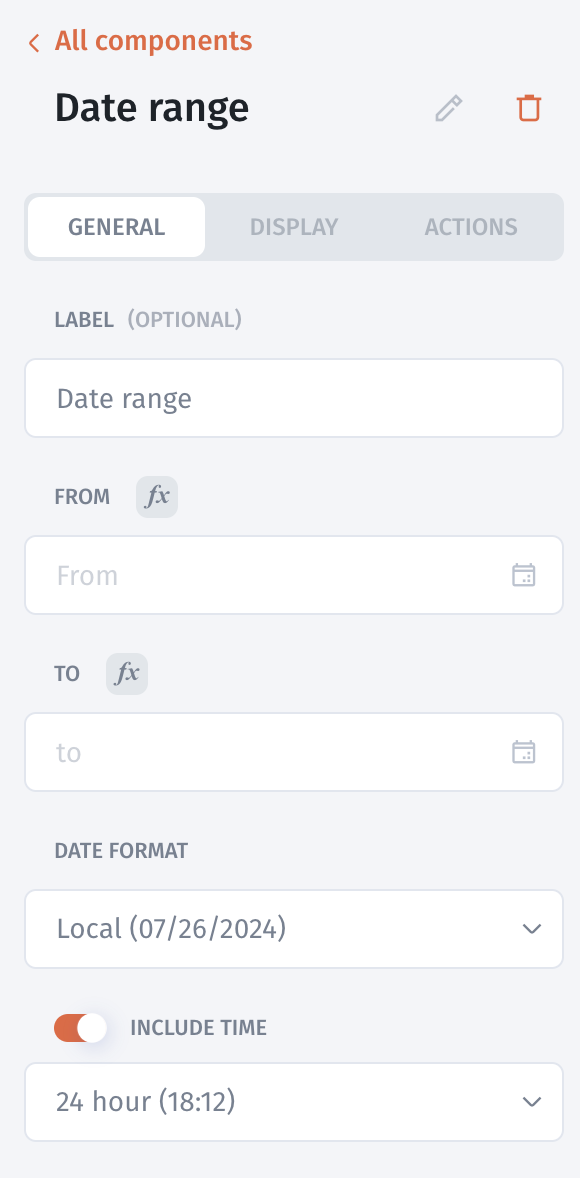 All components
Date range
GENERAL DISPLAY ACTIONS
LABEL (OPTIONAL)
Date range
FROM fx
From
TO fx
to
DATE FORMAT
Local (07/26/2024)
INCLUDE TIME
24 hour (18:12)